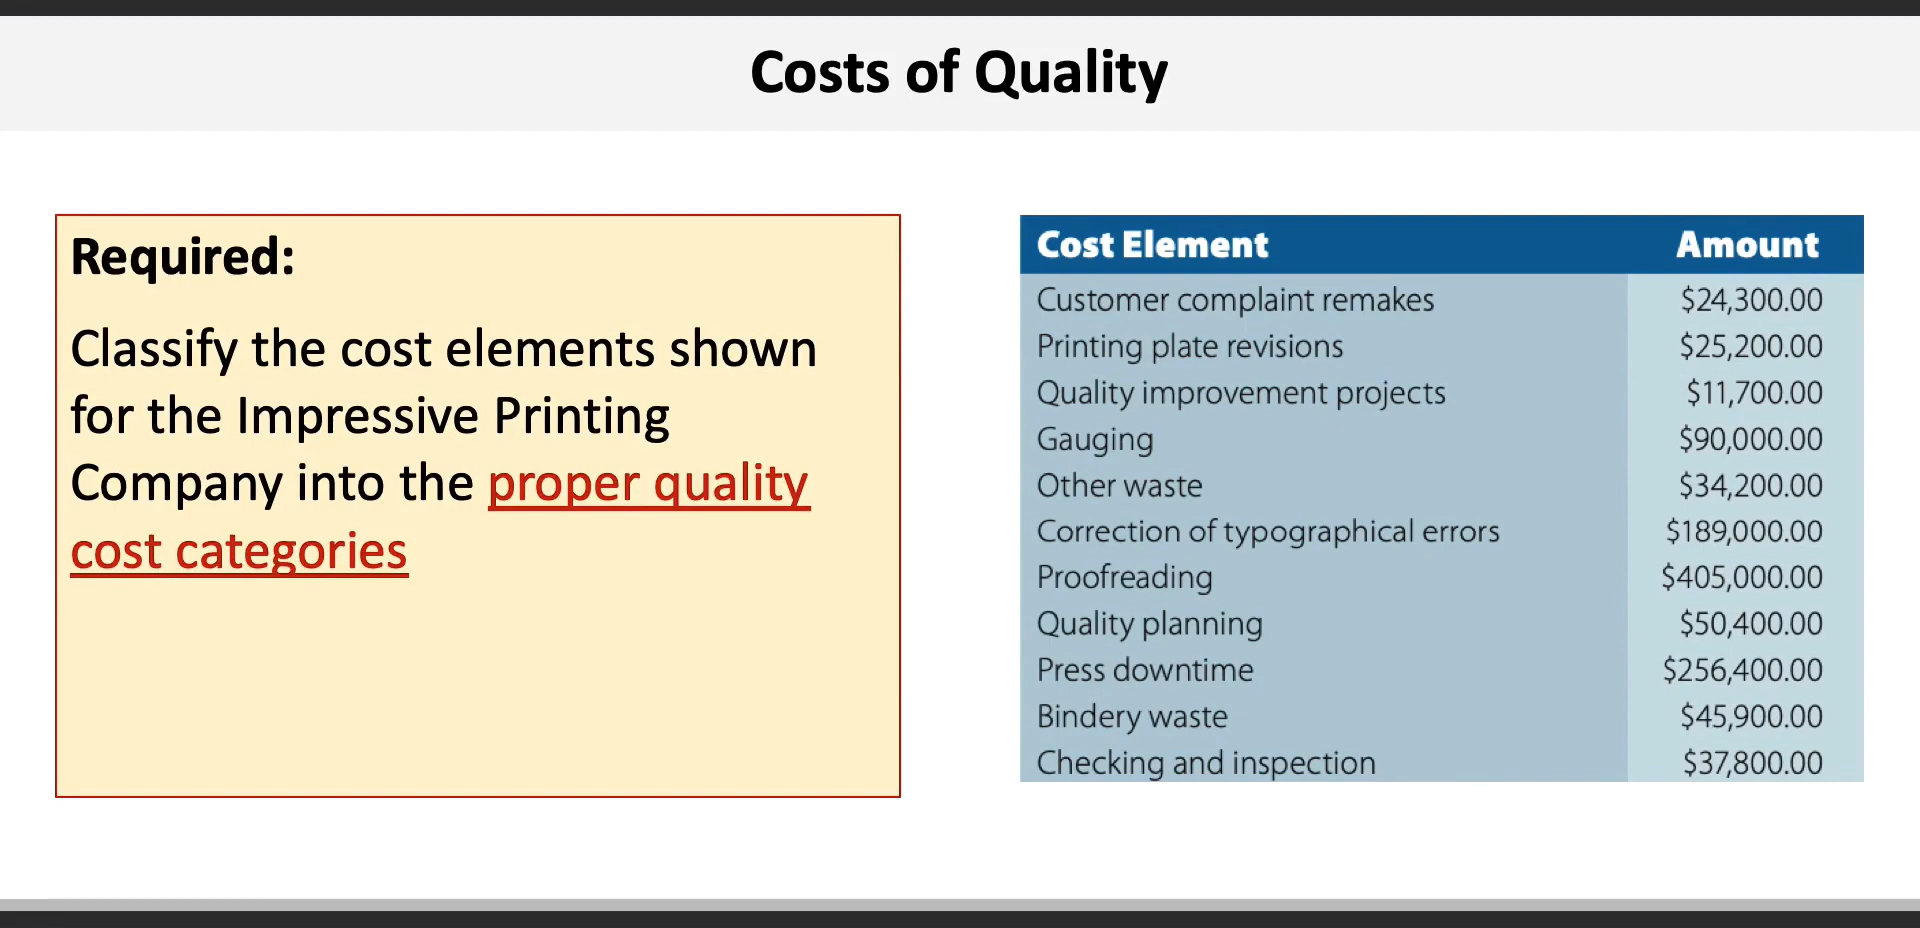 Costs of Quality
Required:
Classify the cost elements shown
for the Impressive Printing
Company into the proper quality
cost categories
Cost Element Amount
Customer complaint remakes $24,300.00
Printing plate revisions $25,200.00
Quality improvement projects $11,700.00
Gauging $90,000.00
Other waste $34,200.00
Correction of typographical errors $189,000.00
Proofreading $405,000.00
Quality planning $50,400.00
Press downtime $256,400.00
Bindery waste $45,900.00
Checking and inspection $37,800.00